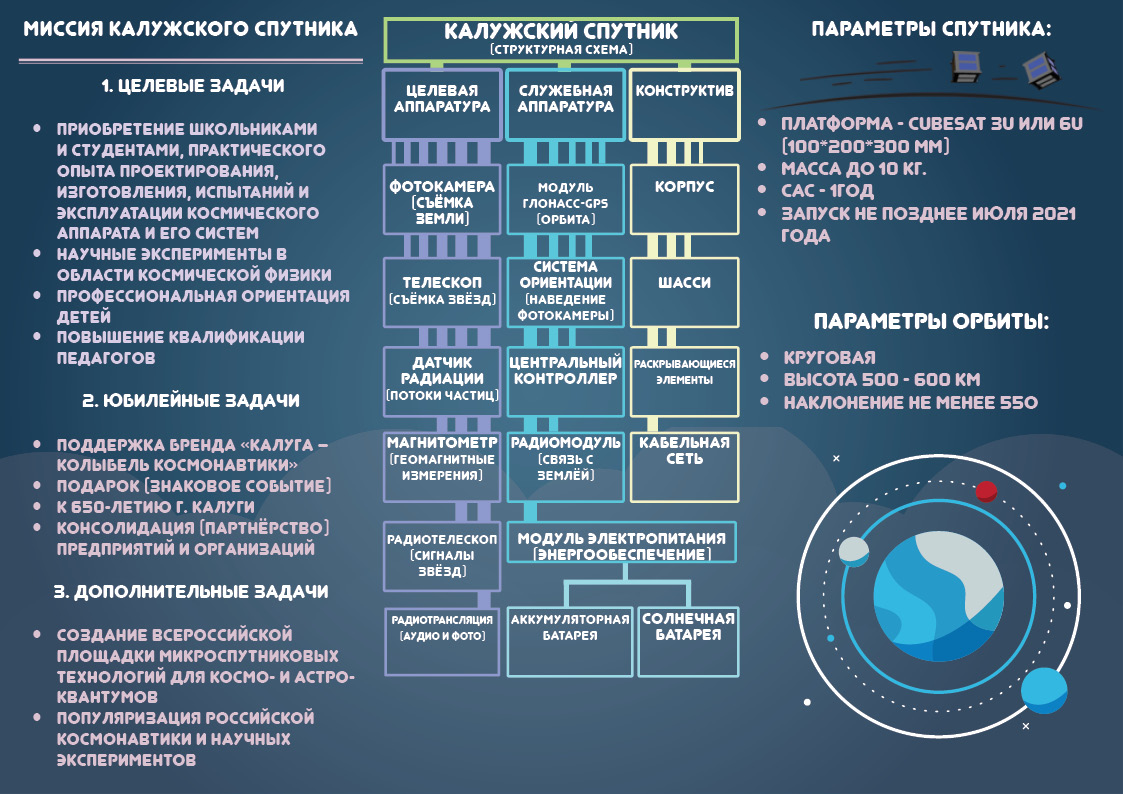 МИССИЯ КАЛУЖСКОГО СПУТНИКА
1. ЦЕЛЕВЫЕ ЗАДАЧИ
• ПРИОБРЕТЕНИЕ ШКОЛЬНИКАМИ
И СТУДЕНТАМИ, ПРАКТИЧЕСКОГО
ОПЫТА ПРОЕКТИРОВАНИЯ,
ИЗГОТОВЛЕНИЯ, ИСПЫТАНИЙ И
ЭКСПЛУАТАЦИИ КОСМИЧЕСКОГО
АППАРАТА И ЕГО СИСТЕМ
• НАУЧНЫЕ ЭКСПЕРИМЕНТЫ В
ОБЛАСТИ КОСМИЧЕСКОЙ ФИЗИКИ
• ПРОФЕССИОНАЛЬНАЯ ОРИЕНТАЦИЯ
ДЕТЕЙ
• ПОВЫШЕНИЕ КВАЛИФИКАЦИИ
ПЕДАГОГОВ
2. ЮБИЛЕЙНЫЕ ЗАДАЧИ
• ПОДДЕРЖКА БРЕНДА «КАЛУГА –
КОЛЫБЕЛЬ КОСМОНАВТИКИ»
• ПОДАРОК (ЗНАКОВОЕ СОБЫТИЕ)
• К 650-ЛЕТИЮ Г. КАЛУГИ
• КОНСОЛИДАЦИЯ (ПАРТНЁРСТВО)
ПРЕДПРИЯТИЙ И ОРГАНИЗАЦИЙ
3. ДОПОЛНИТЕЛЬНЫЕ ЗАДАЧИ
• СОЗДАНИЕ ВСЕРОССИЙСКОЙ
ПЛОЩАДКИ МИКРОСПУТНИКОВЫХ
ТЕХНОЛОГИЙ ДЛЯ КОСМО- И АСТРО-
КВАНТУМОВ
• ПОПУЛЯРИЗАЦИЯ РОССИЙСКОЙ
КОСМОНАВТИКИ И НАУЧНЫХ
ЭКСПЕРИМЕНТОВ
КАЛУЖСКИЙ СПУТНИК
(СТРУКТУРНАЯ СХЕМА)
ЦЕЛЕВАЯ
АППАРАТУРА
ФОТОКАМЕРА
(СЪЁМКА
ЗЕМЛИ)
ТЕЛЕСКОП
(СЪЁМКА ЗВЁЗД)
ДАТЧИК
РАДИАЦИИ
(ПОТОКИ ЧАСТИЦ)
МАГНИТОМЕТР
(ГЕОМАГНИТНЫЕ
ИЗМЕРЕНИЯ)
РАДИОТЕЛЕСКОП
(СИГНАЛЫ
ЗВЁЗД)
РАДИОТРАНСЛЯЦИЯ
(АУДИО И ФОТО)
СЛУЖЕБНАЯ
АППАРАТУРА
МОДУЛЬ
ГЛОНАСС-GPS
(ОРБИТА)
СИСТЕМА
ОРИЕНТАЦИИ
(НАВЕДЕНИЕ
ФОТОКАМЕРЫ)
ЦЕНТРАЛЬНЫЙ
КОНТРОЛЛЕР
РАДИОМОДУЛЬ
(СВЯЗЬ С
ЗЕМЛЁЙ)
КОНСТРУКТИВ
КОРПУС
ШАССИ
РАСКРЫВАЮЩИЕСЯ
ЭЛЕМЕНТЫ
КАБЕЛЬНАЯ
СЕТЬ
МОДУЛЬ ЭЛЕКТРОПИТАНИЯ
(ЭНЕРГООБЕСПЕЧЕНИЕ)
АККУМУЛЯТОРНАЯ
БАТАРЕЯ
СОЛНЕЧНАЯ
БАТАРЕЯ
ПАРАМЕТРЫ СПУТНИКА:
• ПЛАТФОРМА - CUBESAT 3U ИЛИ 6U
(100*200*300 ММ)
• МАССА ДО 10 КГ.
• САС - 1ГОД
• ЗАПУСК НЕ ПОЗДНЕЕ ИЮЛЯ 2021
ГОДА
ПАРАМЕТРЫ ОРБИТЫ:
• КРУГОВАЯ
• ВЫСОТА 500 - 600 КМ
• НАКЛОНЕНИЕ НЕ МЕНЕЕ 550